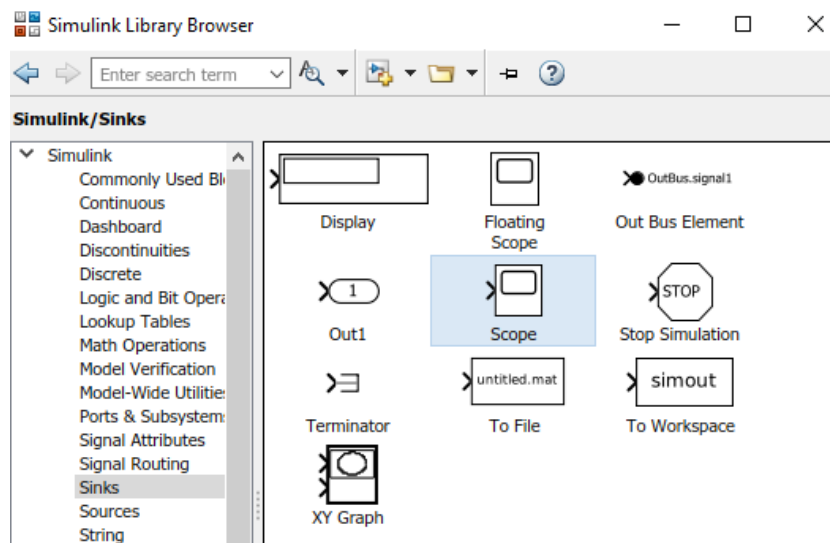 Simulink Library Browser
Enter search term
Simulink/Sinks
Simulink
Commonly Used Bl
Continuous
Dashboard
Discontinuities
Discrete
Logic and Bit Opera
Lookup Tables
Math Operations
Model Verification
Model-Wide Utilitie
Ports & Subsystem
Signal Attributes
Signal Routing
Sinks
Sources
String
Display
Floating
Scope
OutBus.signal1
Out Bus Element
1
Out1
Scope
STOP
Stop Simulation
Terminator
untitled.mat
To File
simout
To Workspace
XY Graph